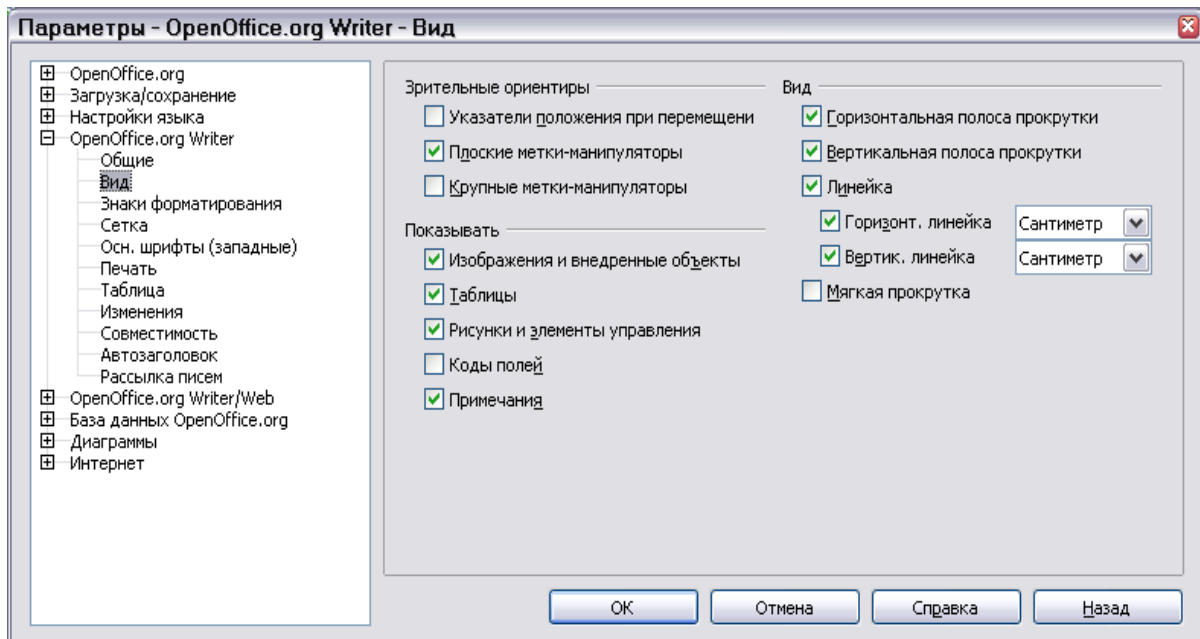 Параметры - OpenOffice.org Writer - Вид
OpenOffice.org
Загрузка/сохранение
Настройки языка
OpenOffice.org Writer
Общие
Вид
Знаки форматирования
Сетка
Осн. шрифты (западные)
Печать
Таблица
Изменения
Совместимость
Автозаголовок
Рассылка писем
OpenOffice.org Writer/Web
База данных OpenOffice.org
Диаграммы
Интернет
Зрительные ориентиры
Указатели положения при перемещени
Плоские метки-манипуляторы
Крупные метки-манипуляторы
Показывать
Изображения и внедренные объекты
Таблицы
Рисунки и элементы управления
Коды полей
Примечания
Вид
Горизонтальная полоса прокрутки
Вертикальная полоса прокрутки
Линейка
Горизонт. линейка Сантиметр
Вертик. линейка Сантиметр
Мягкая прокрутка
ОК Отмена Справка Назад